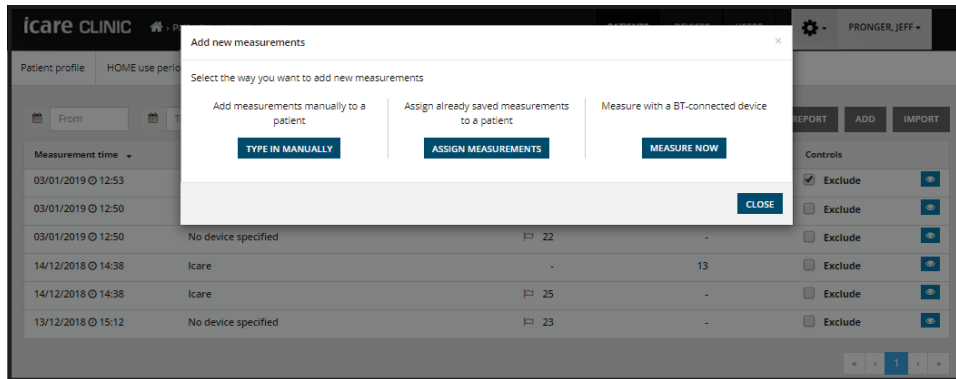 icare CLINIC
PATIENTS DEVICES USERS PRONGER, JEFF
Patient profile HOME use perio
Add new measurements ×
Select the way you want to add new measurements
Add measurements manually to a
patient
TYPE IN MANUALLY
Assign already saved measurements
to a patient
ASSIGN MEASUREMENTS
Measure with a BT-connected device
MEASURE NOW
CLOSE
From REPORT ADD IMPORT
Measurement time Controls
03/01/2019 12:53 Exclude
03/01/2019 12:50 Exclude
03/01/2019 12:50 No device specified 22 - Exclude
14/12/2018 14:38 Icare - 13 Exclude
14/12/2018 14:38 Icare 25 - Exclude
13/12/2018 15:12 No device specified 23 - Exclude
« ‹ 1 › »